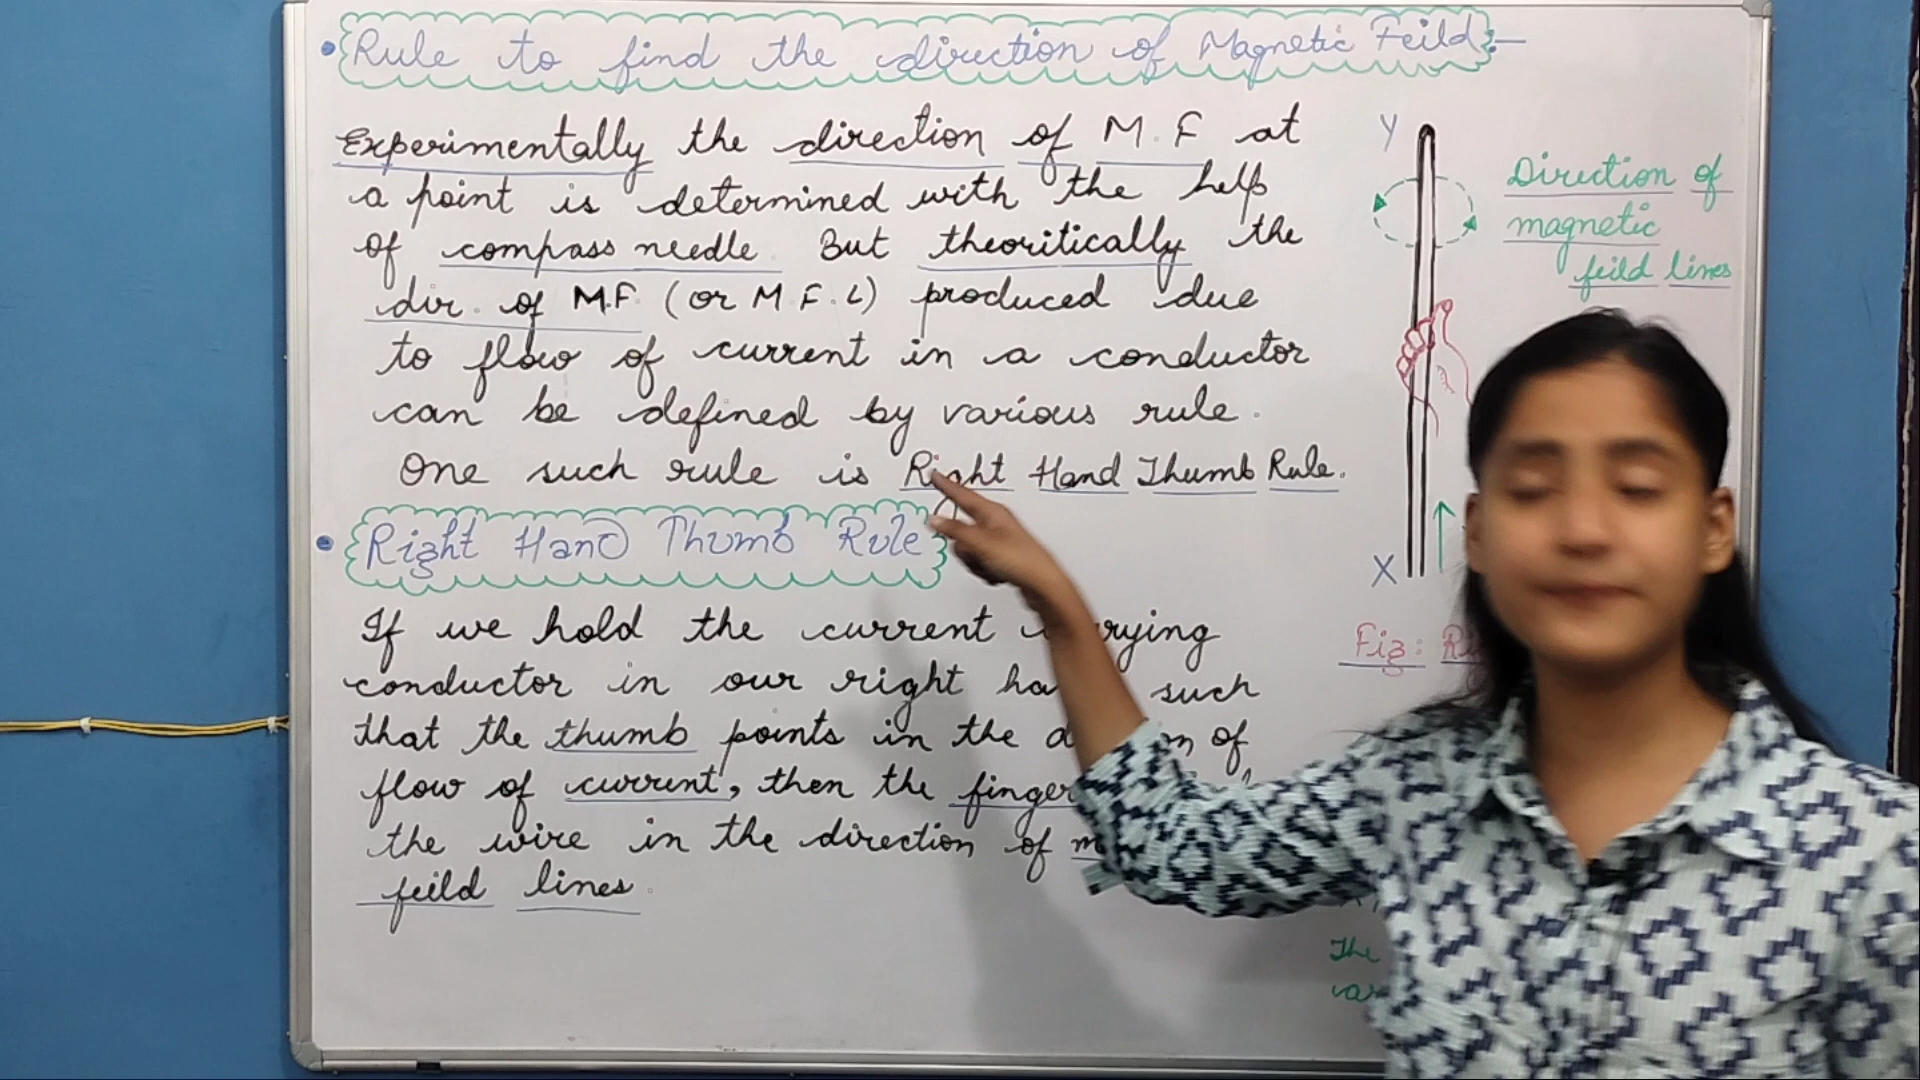 Rule to find the direction of Magnetic Feild :-
Experimentally the direction of M.F at
a point is determined with the help
of compass needle. But theoritically the
dir. of M.F. (or M.F.L) produced due
to flow of current in a conductor
can be defined by various rule.
One such rule is Right Hand Thumb Rule.
Right Hand Thumb Rule
If we hold the current
conductor in our right such
that the thumb points in the of
flow of current, then the
the wire in the direction of
feild lines.
Y
Direction of
magnetic
feild lines
X
Fig:
The